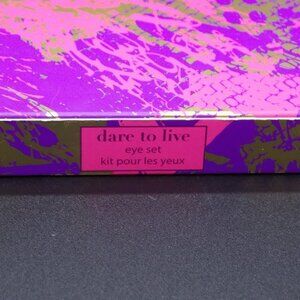 dare to live
eye set
kit pour les yeux